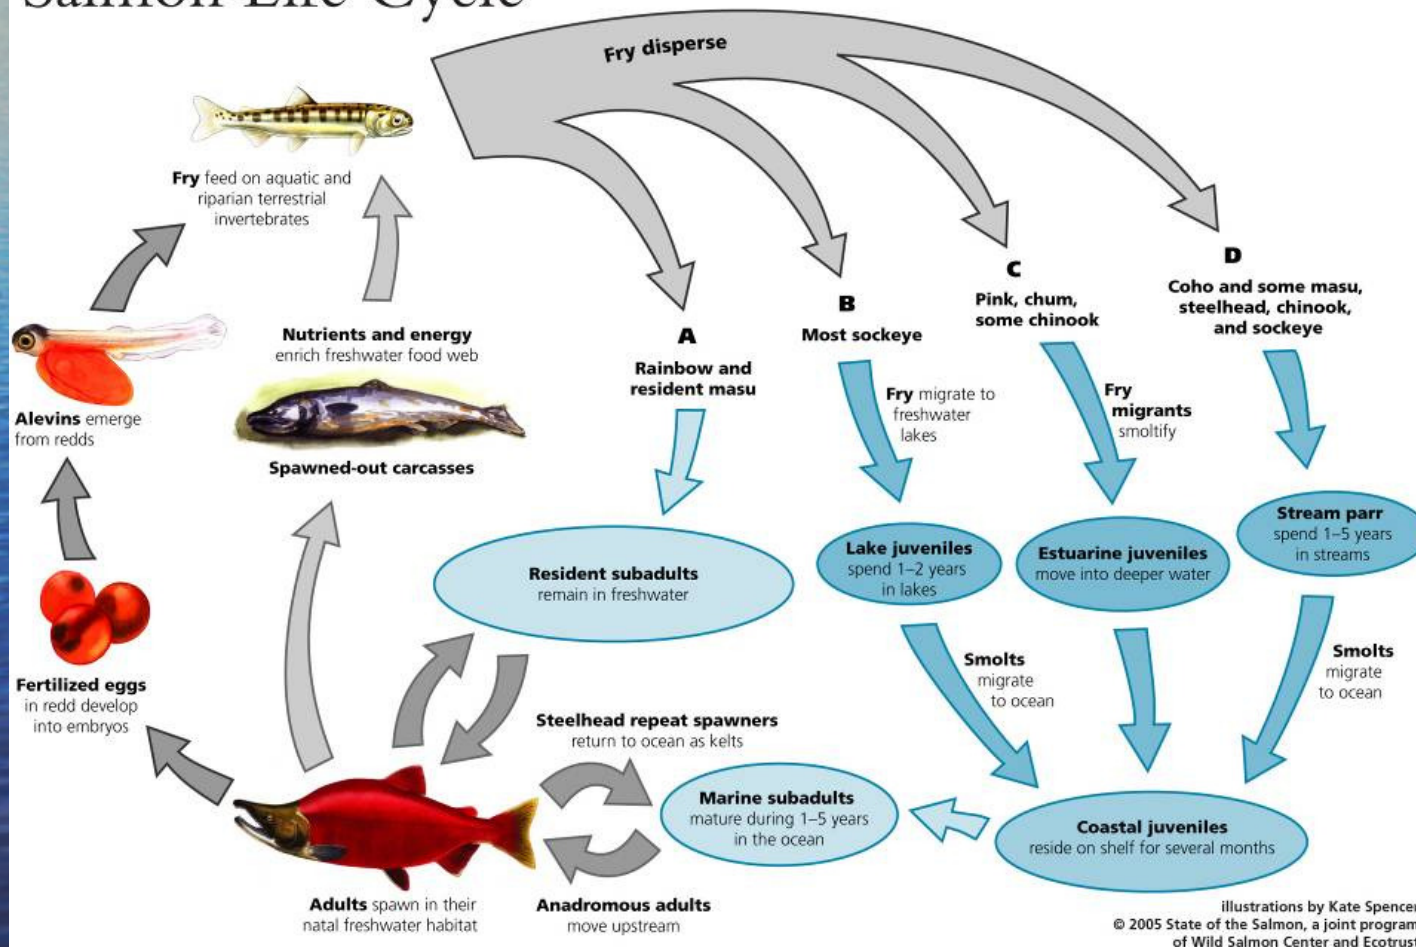 Salmon Life Cycle
Fry disperse
Fry feed on aquatic and
riparian terrestrial
invertebrates
Nutrients and energy
enrich freshwater food web
Spawned-out carcasses
Alevins emerge
from redds
Fertilized eggs
in redd develop
into embryos
A
Rainbow and
resident masu
B
Most sockeye
C
Pink, chum,
some chinook
D
Coho and some masu,
steelhead, chinook,
and sockeye
Fry migrate to
freshwater
lakes
Fry
migrants
smoltify
Resident subadults
remain in freshwater
Lake juveniles
spend 1–2 years
in lakes
Estuarine juveniles
move into deeper water
Stream parr
spend 1–5 years
in streams
Smolts
migrate
to ocean
Smolts
migrate
to ocean
Steelhead repeat spawners
return to ocean as kelts
Marine subadults
mature during 1–5 years
in the ocean
Coastal juveniles
reside on shelf for several months
Adults spawn in their
natal freshwater habitat
Anadromous adults
move upstream
illustrations by Kate Spencer
© 2005 State of the Salmon, a joint program
of Wild Salmon Center and Ecotrust